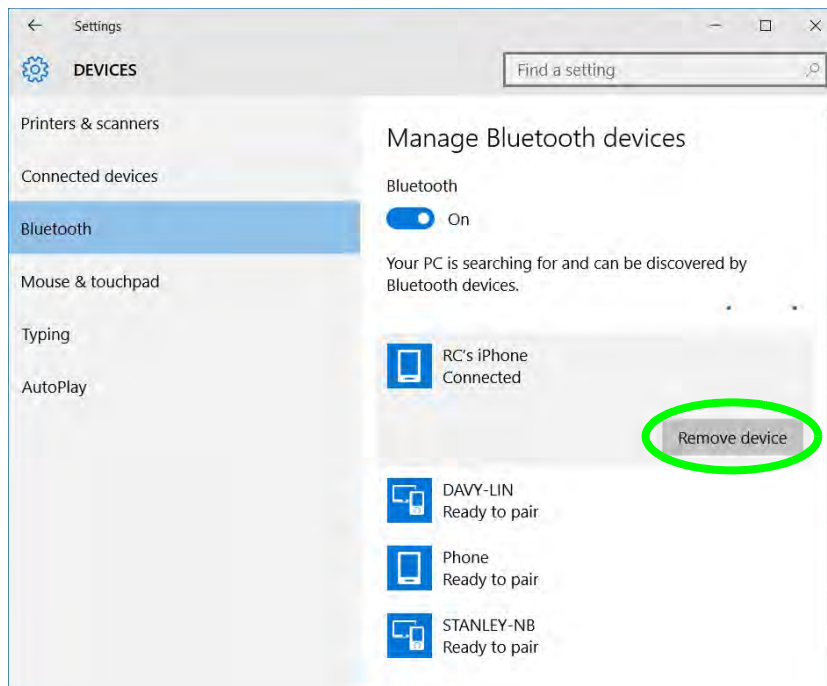 Settings
DEVICES
Find a setting
Printers & scanners
Connected devices
Bluetooth
Mouse & touchpad
Typing
AutoPlay
Manage Bluetooth devices
Bluetooth
On
Your PC is searching for and can be discovered by
Bluetooth devices.
RC's iPhone
Connected
Remove device
DAVY-LIN
Ready to pair
Phone
Ready to pair
STANLEY-NB
Ready to pair